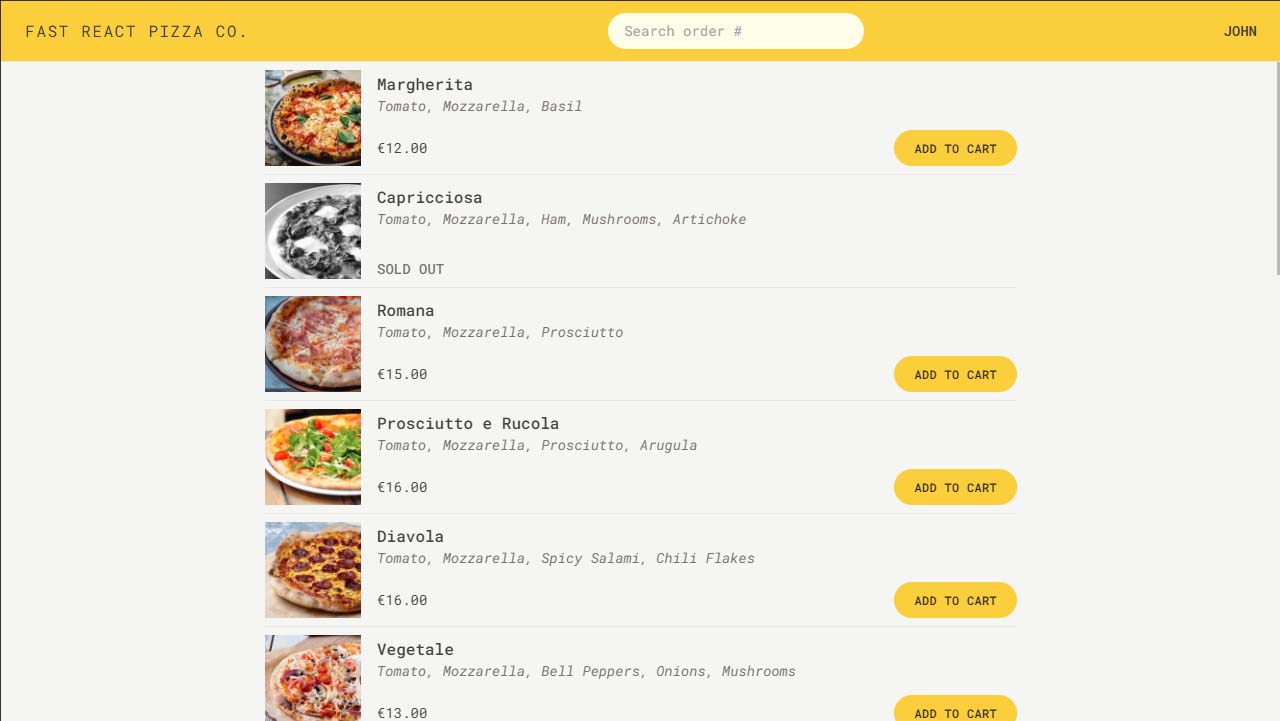 FAST REACT PIZZA CO.
Search order #
JOHN
Margherita
Tomato, Mozzarella, Basil
€12.00
ADD TO CART
Capricciosa
Tomato, Mozzarella, Ham, Mushrooms, Artichoke
SOLD OUT
Romana
Tomato, Mozzarella, Prosciutto
€15.00
ADD TO CART
Prosciutto e Rucola
Tomato, Mozzarella, Prosciutto, Arugula
€16.00
ADD TO CART
Diavola
Tomato, Mozzarella, Spicy Salami, Chili Flakes
€16.00
ADD TO CART
Vegetale
Tomato, Mozzarella, Bell Peppers, Onions, Mushrooms
€13.00
ADD TO CART